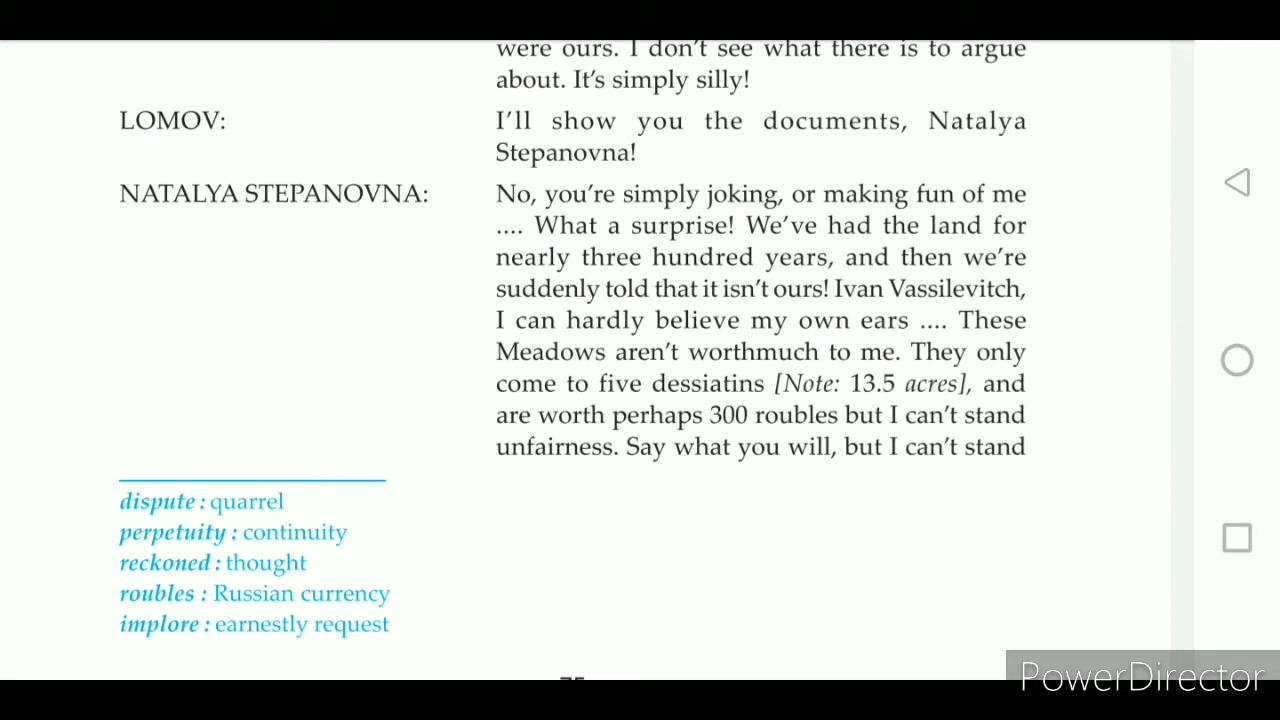 were ours. I don't see what there is to argue
about. It's simply silly!
LOMOV: I'll show you the documents, Natalya
Stepanovna!
NATALYA STEPANOVNA: No, you're simply joking, or making fun of me
.... What a surprise! We've had the land for
nearly three hundred years, and then we're
suddenly told that it isn't ours! Ivan Vassilevitch,
I can hardly believe my own ears .... These
Meadows aren't worthmuch to me. They only
come to five dessiatins [Note: 13.5 acres], and
are worth perhaps 300 roubles but I can't stand
unfairness. Say what you will, but I can't stand
dispute : quarrel
perpetuity : continuity
reckoned : thought
roubles : Russian currency
implore : earnestly request
PowerDirector